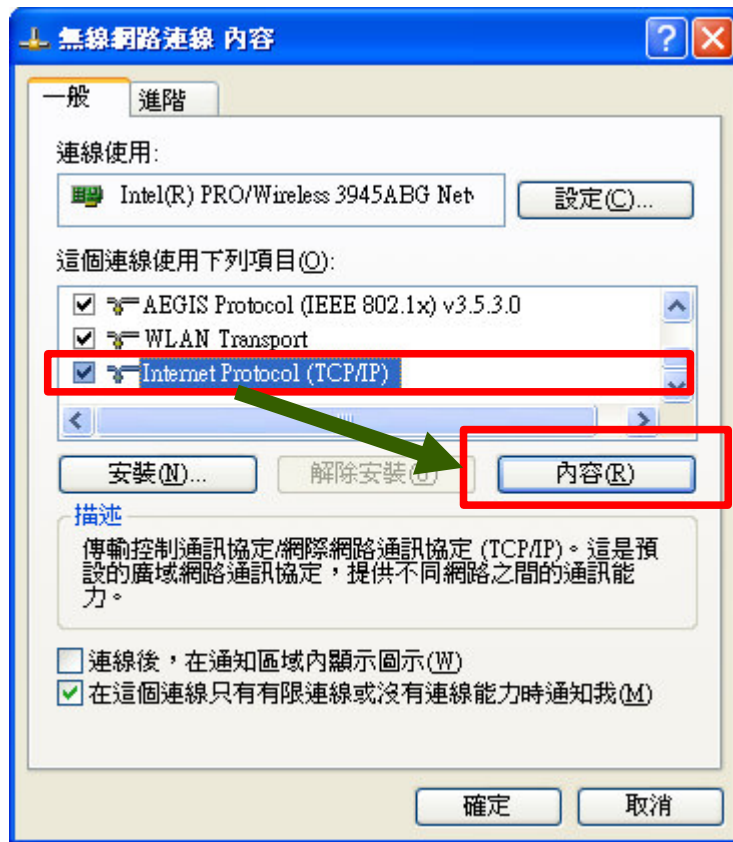 無線網路連線 內容
一般
進階
連線使用:
Intel(R) PRO/Wireless 3945ABG Net
設定(C)...
這個連線使用下列項目(O):
AEGIS Protocol (IEEE 802.1x) v3.5.3.0
WLAN Transport
Internet Protocol (TCP/IP)
安裝(N)...
解除安裝(U)
內容(R)
描述
傳輸控制通訊協定/網際網路通訊協定 (TCP/IP)。這是預
設的廣域網路通訊協定，提供不同網路之間的通訊能
力。
連線後，在通知區域內顯示圖示(W)
在這個連線只有有限連線或沒有連線能力時通知我(M)
確定
取消